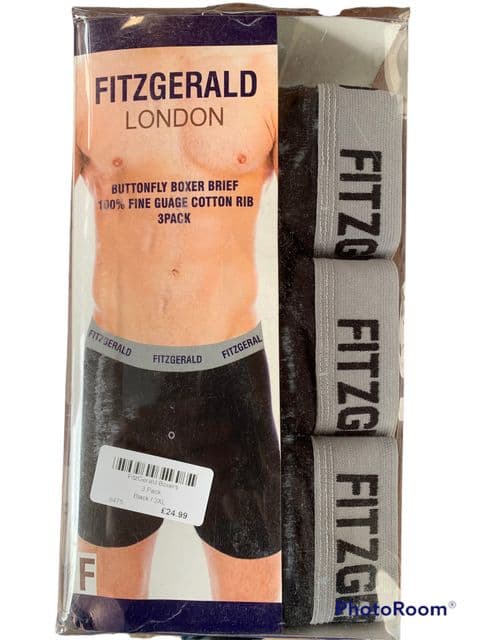 FITZGERALD
LONDON
BUTTONFLY BOXER BRIEF
100% FINE GUAGE COTTON RIB
3PACK
FITZGERALD
FITZGERALD
FITZGERAL
FitzGerald Boxers
3 Pack
Black / 3XL
£24.99
F
FITZG
FITZG
FITZG
PhotoRoom®